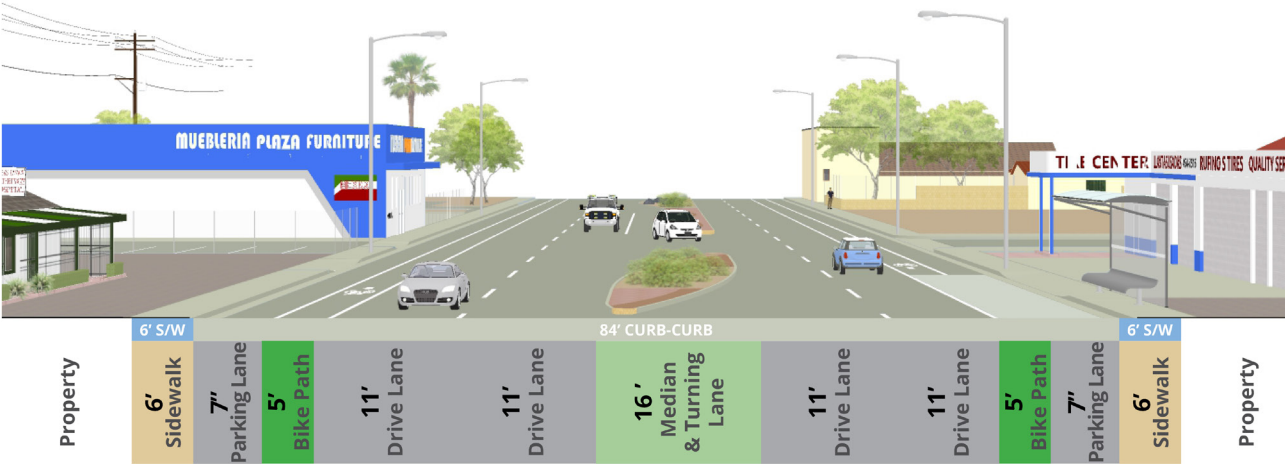 MUEBLERIA PLAZA FURNITURE
TIRE CENTER
RUFINO'S TIRES
QUALITY SER
6' S/W
84' CURB-CURB
6' S/W
Property
6'
Sidewalk
7"
Parking Lane
5'
Bike Path
11'
Drive Lane
11'
Drive Lane
16'
Median
& Turning
Lane
11'
Drive Lane
11'
Drive Lane
5'
Bike Path
7"
Parking Lane
6'
Sidewalk
Property